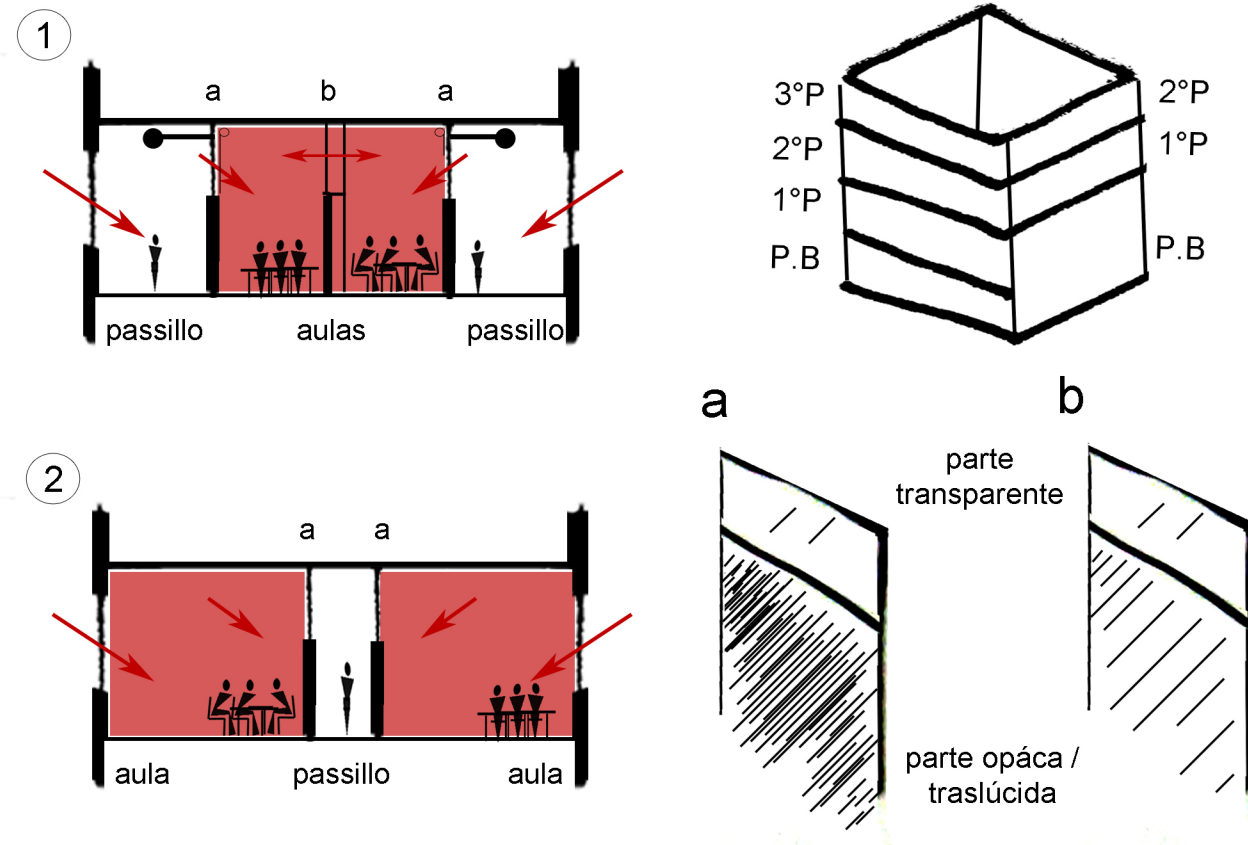 1
a b a
passillo aulas passillo
3°P
2°P
1°P
P.B
2°P
1°P
P.B
2
a a
aula passillo aula
a
b
parte
transparente
parte opáca /
traslúcida